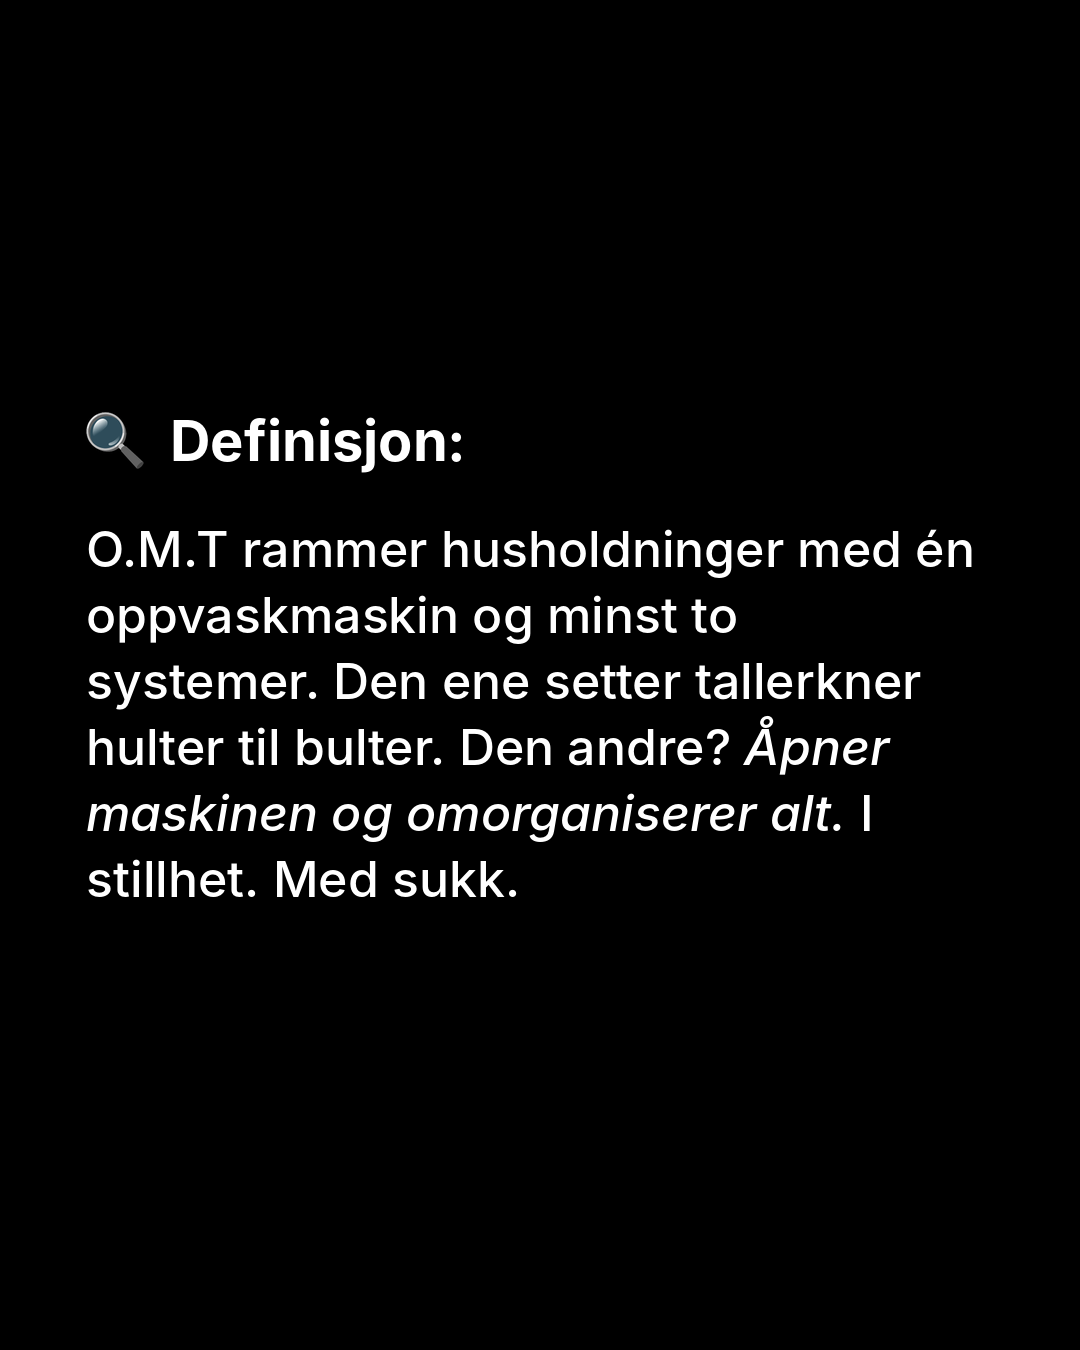 🔍 Definisjon:
O.M.T rammer husholdninger med én
oppvaskmaskin og minst to
systemer. Den ene setter tallerkner
hulter til bulter. Den andre? Åpner
maskinen og omorganiserer alt. I
stillhet. Med sukk.